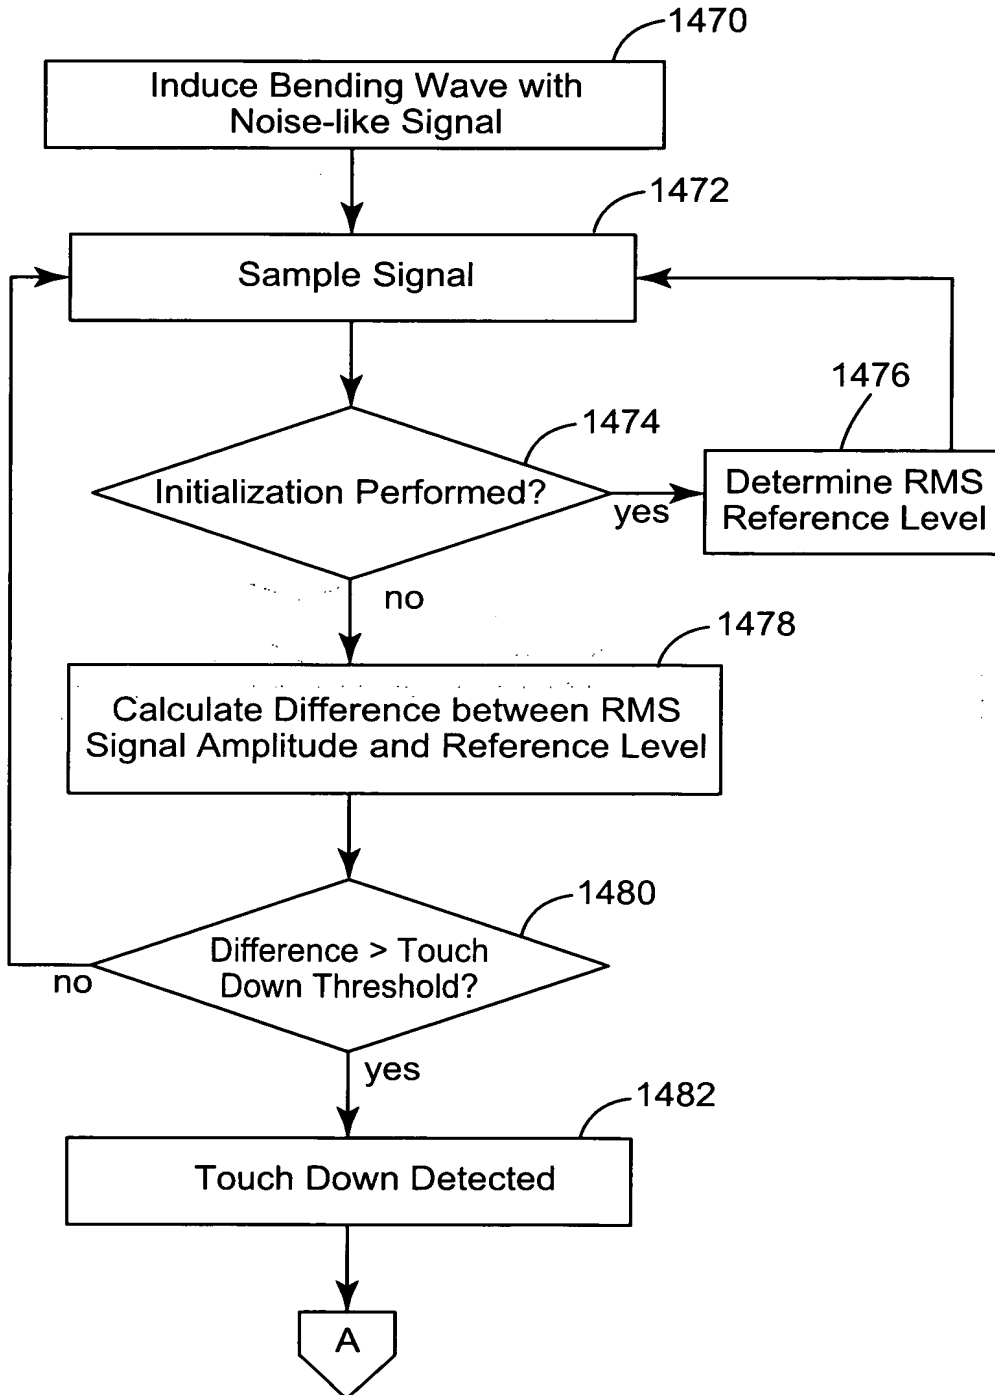 1470
Induce Bending Wave with
Noise-like Signal
1472
Sample Signal
1476
1474
Initialization Performed?
yes
Determine RMS
Reference Level
no
1478
Calculate Difference between RMS
Signal Amplitude and Reference Level
1480
Difference > Touch
Down Threshold?
no
yes
1482
Touch Down Detected
A